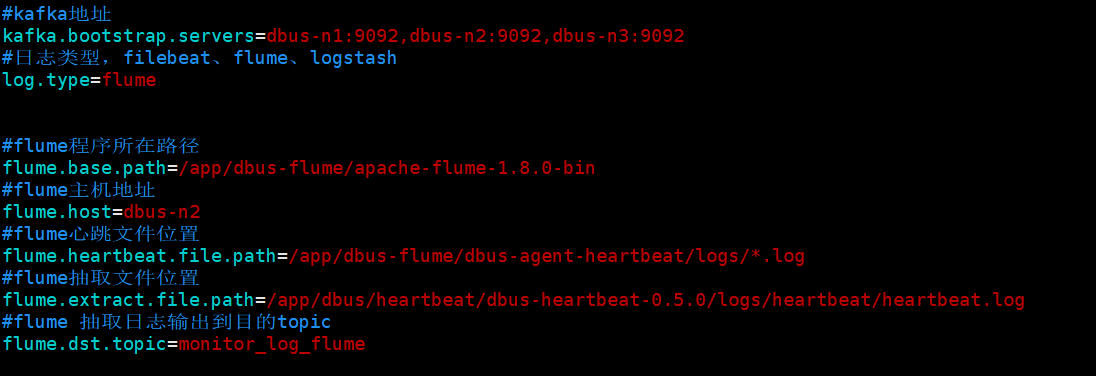 #kafka地址
kafka.bootstrap.servers=dbus-n1:9092,dbus-n2:9092,dbus-n3:9092
#日志类型，filebeat、flume、logstash
log.type=flume
#flume程序所在路径
flume.base.path=/app/dbus-flume/apache-flume-1.8.0-bin
#flume主机地址
flume.host=dbus-n2
#flume心跳文件位置
flume.heartbeat.file.path=/app/dbus-flume/dbus-agent-heartbeat/logs/*.log
#flume抽取文件位置
flume.extract.file.path=/app/dbus/heartbeat/dbus-heartbeat-0.5.0/logs/heartbeat/heartbeat.log
#flume 抽取日志输出到目的topic
flume.dst.topic=monitor_log_flume